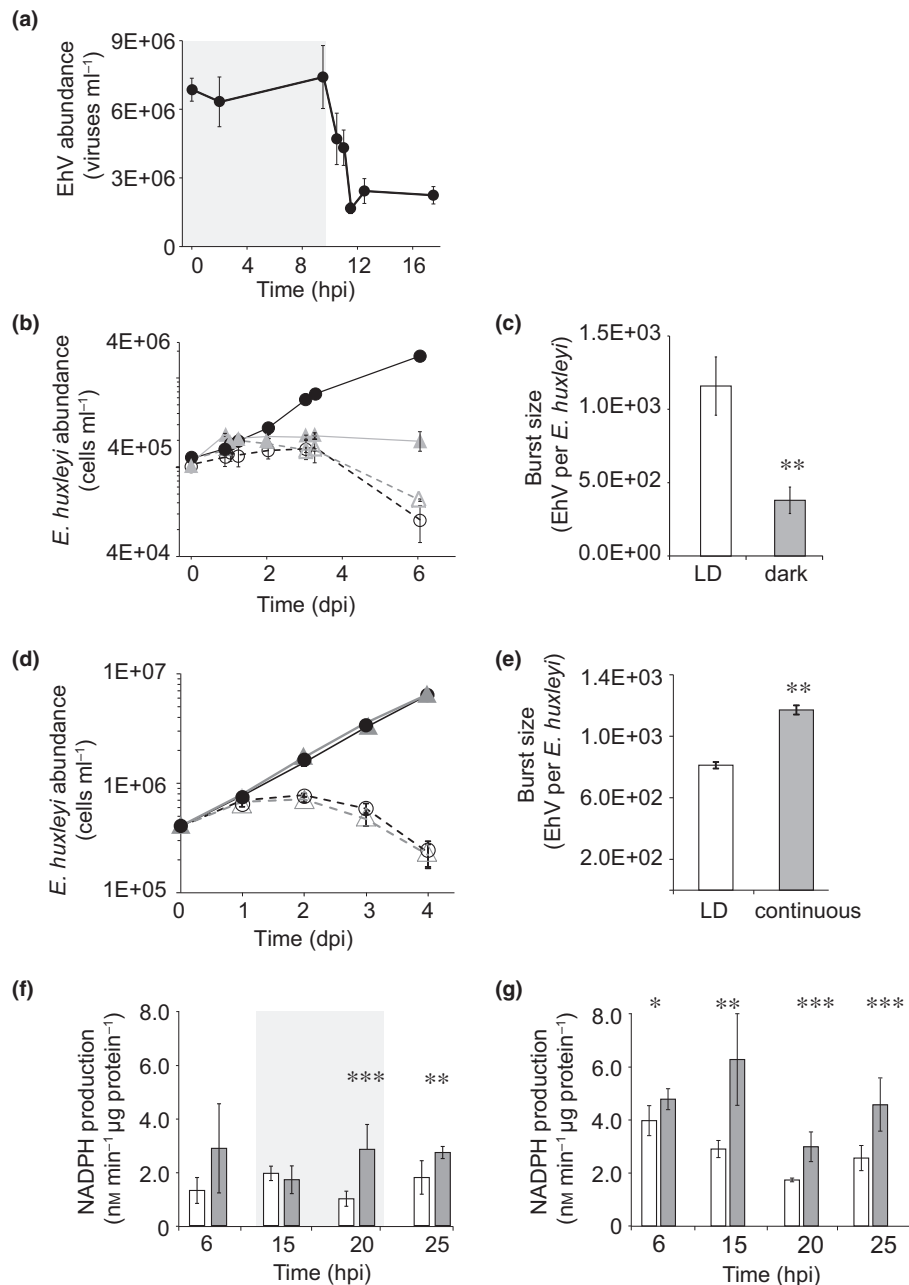 (a)
9E+06
6E+06
3E+06
0
EhV abundance
(viruses ml⁻¹)
0 4 8 12 16
Time (hpi)
(b)
4E+06
4E+05
4E+04
E. huxleyi abundance
(cells ml⁻¹)
0 2 4 6
Time (dpi)
(c)
1.5E+03
1.0E+03
5.0E+02
0.0E+00
Burst size
(EhV per E. huxleyi)
**
LD dark
(d)
1E+07
1E+06
1E+05
E. huxleyi abundance
(cells ml⁻¹)
0 1 2 3 4
Time (dpi)
(e)
1.4E+03
1.0E+03
6.0E+02
2.0E+02
Burst size
(EhV per E. huxleyi)
**
LD continuous
(f)
8.0
6.0
4.0
2.0
0
NADPH production
(nM min⁻¹ µg protein⁻¹)
*** **
6 15 20 25
Time (hpi)
(g)
8.0
6.0
4.0
2.0
0
NADPH production
(nM min⁻¹ µg protein⁻¹)
* ** *** ***
6 15 20 25
Time (hpi)